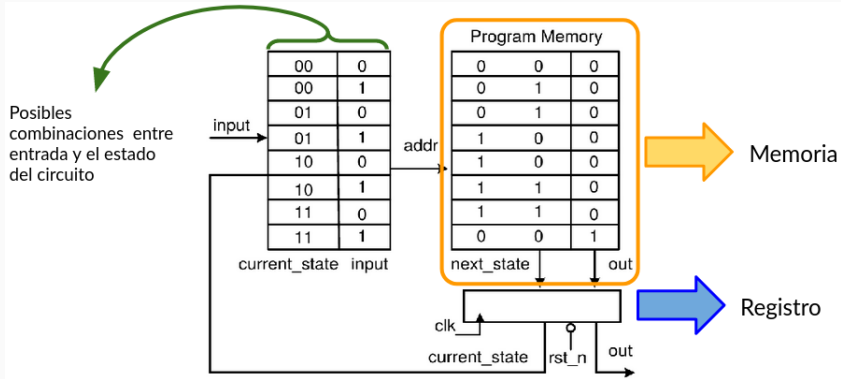 Program Memory
00 0 0 0 0
00 1 0 1 0
01 0 0 1 0
01 1 1 0 0
10 0 1 0 0
10 1 1 1 0
11 0 1 1 0
11 1 0 0 1
Posibles
combinaciones entre
entrada y el estado
del circuito
input
addr
Memoria
current_state input
next_state out
Registro
clk
current_state
rst_n
out